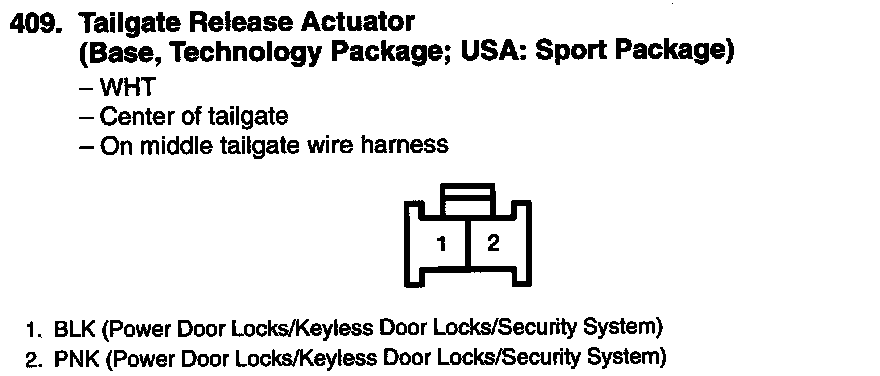 409. Tailgate Release Actuator
(Base, Technology Package; USA: Sport Package)
– WHT
– Center of tailgate
– On middle tailgate wire harness
1 2
1. BLK (Power Door Locks/Keyless Door Locks/Security System)
2. PNK (Power Door Locks/Keyless Door Locks/Security System)